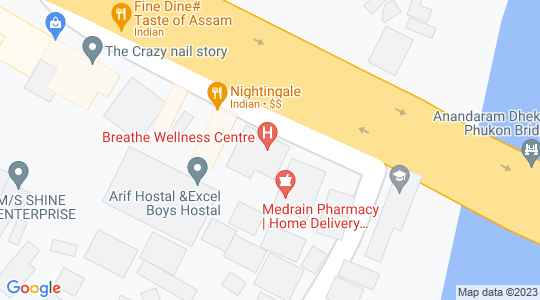 Fine Dine#
Taste of Assam
Indian
The Crazy nail story
Nightingale
Indian • $$
Anandaram Dhek
Phukon Brid
Breathe Wellness Centre
H
M/S SHINE
ENTERPRISE
Arif Hostal &Excel
Boys Hostal
Medrain Pharmacy
| Home Delivery...
Google
Map data ©2023